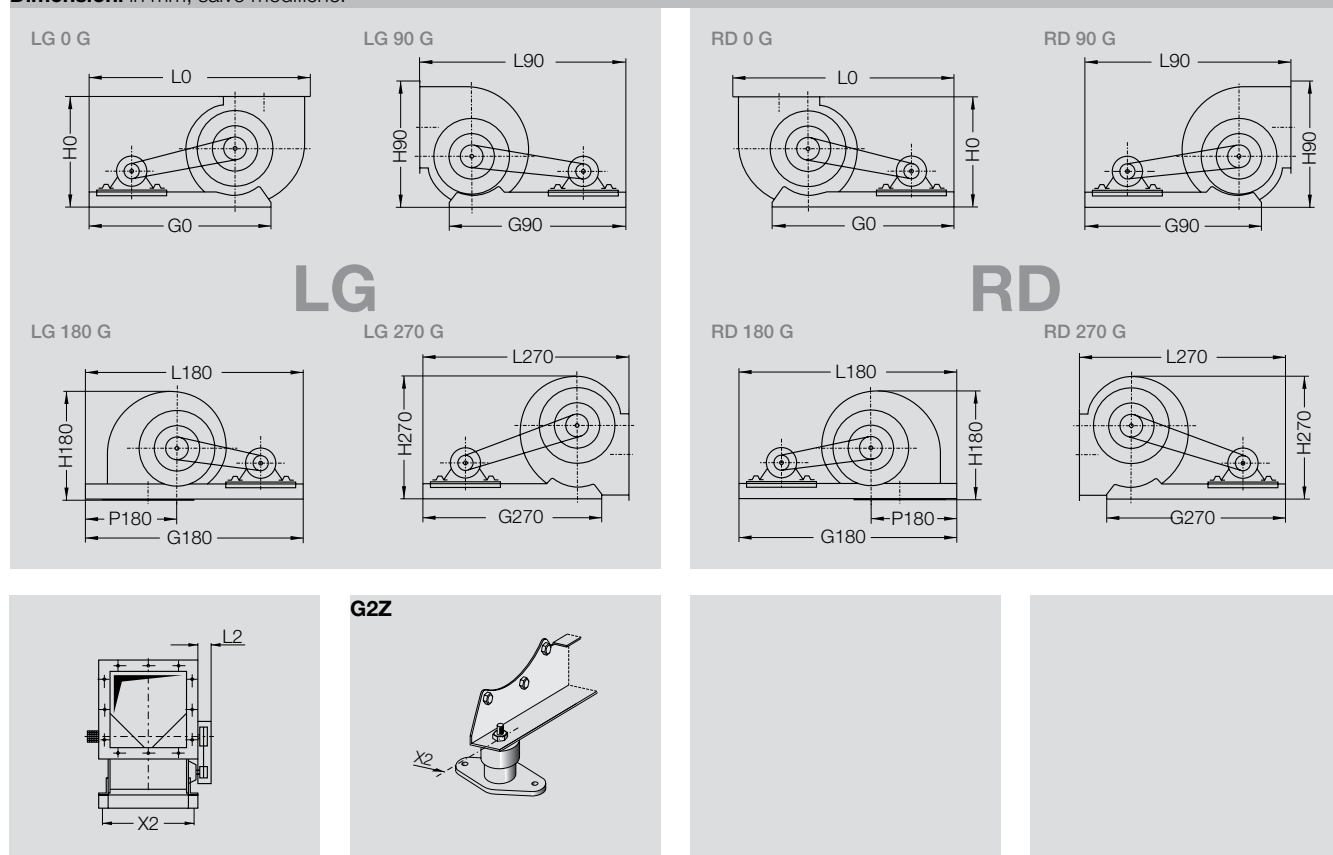 Dimensioni in mm, salvo modifiche.
LG 0 G
LG 90 G
RD 0 G
RD 90 G
L0
L90
L0
L90
H0
H90
H0
H90
G0
G90
G0
G90
LG
RD
LG 180 G
LG 270 G
RD 180 G
RD 270 G
L180
L270
L180
L270
H180
H270
H180
H270
P180
P180
G180
G270
G180
G270
G2Z
L2
X2
X2